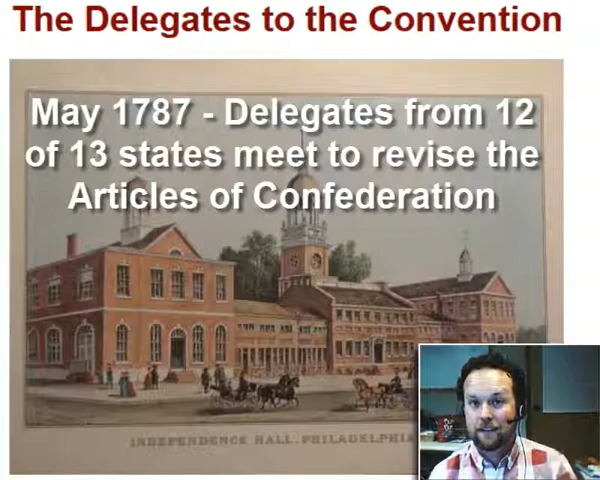 The Delegates to the Convention
May 1787 - Delegates from 12
of 13 states meet to revise the
Articles of Confederation
INDEPENDENCE HALL, PHILADELPHIA